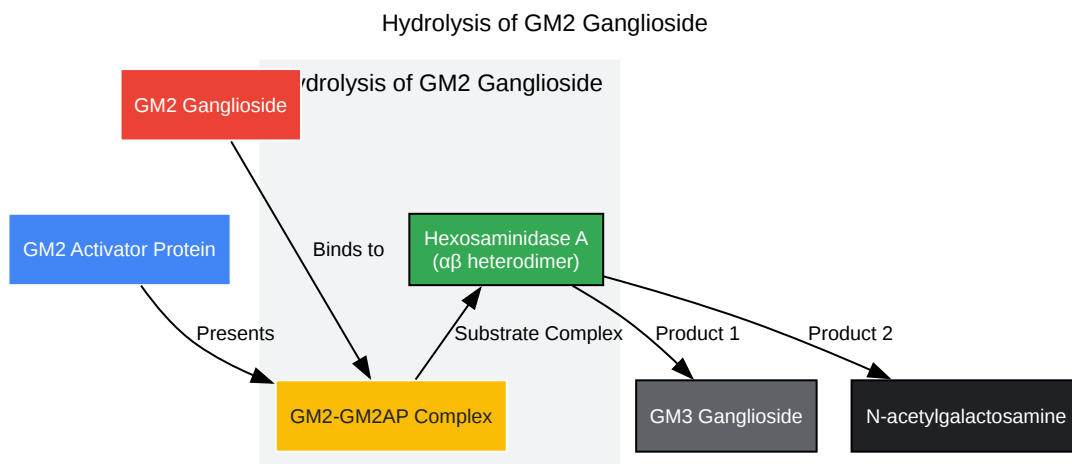 Hydrolysis of GM2 Ganglioside
ydrolysis of GM2 Ganglioside
GM2 Ganglioside
GM2 Activator Protein
Binds to
Hexosaminidase A
(αβ heterodimer)
Presents
Substrate Complex
Product 1
Product 2
GM2-GM2AP Complex
GM3 Ganglioside
N-acetylgalactosamine